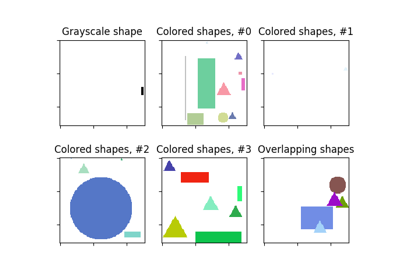 Grayscale shape
Colored shapes, #0
Colored shapes, #1
Colored shapes, #2
Colored shapes, #3
Overlapping shapes